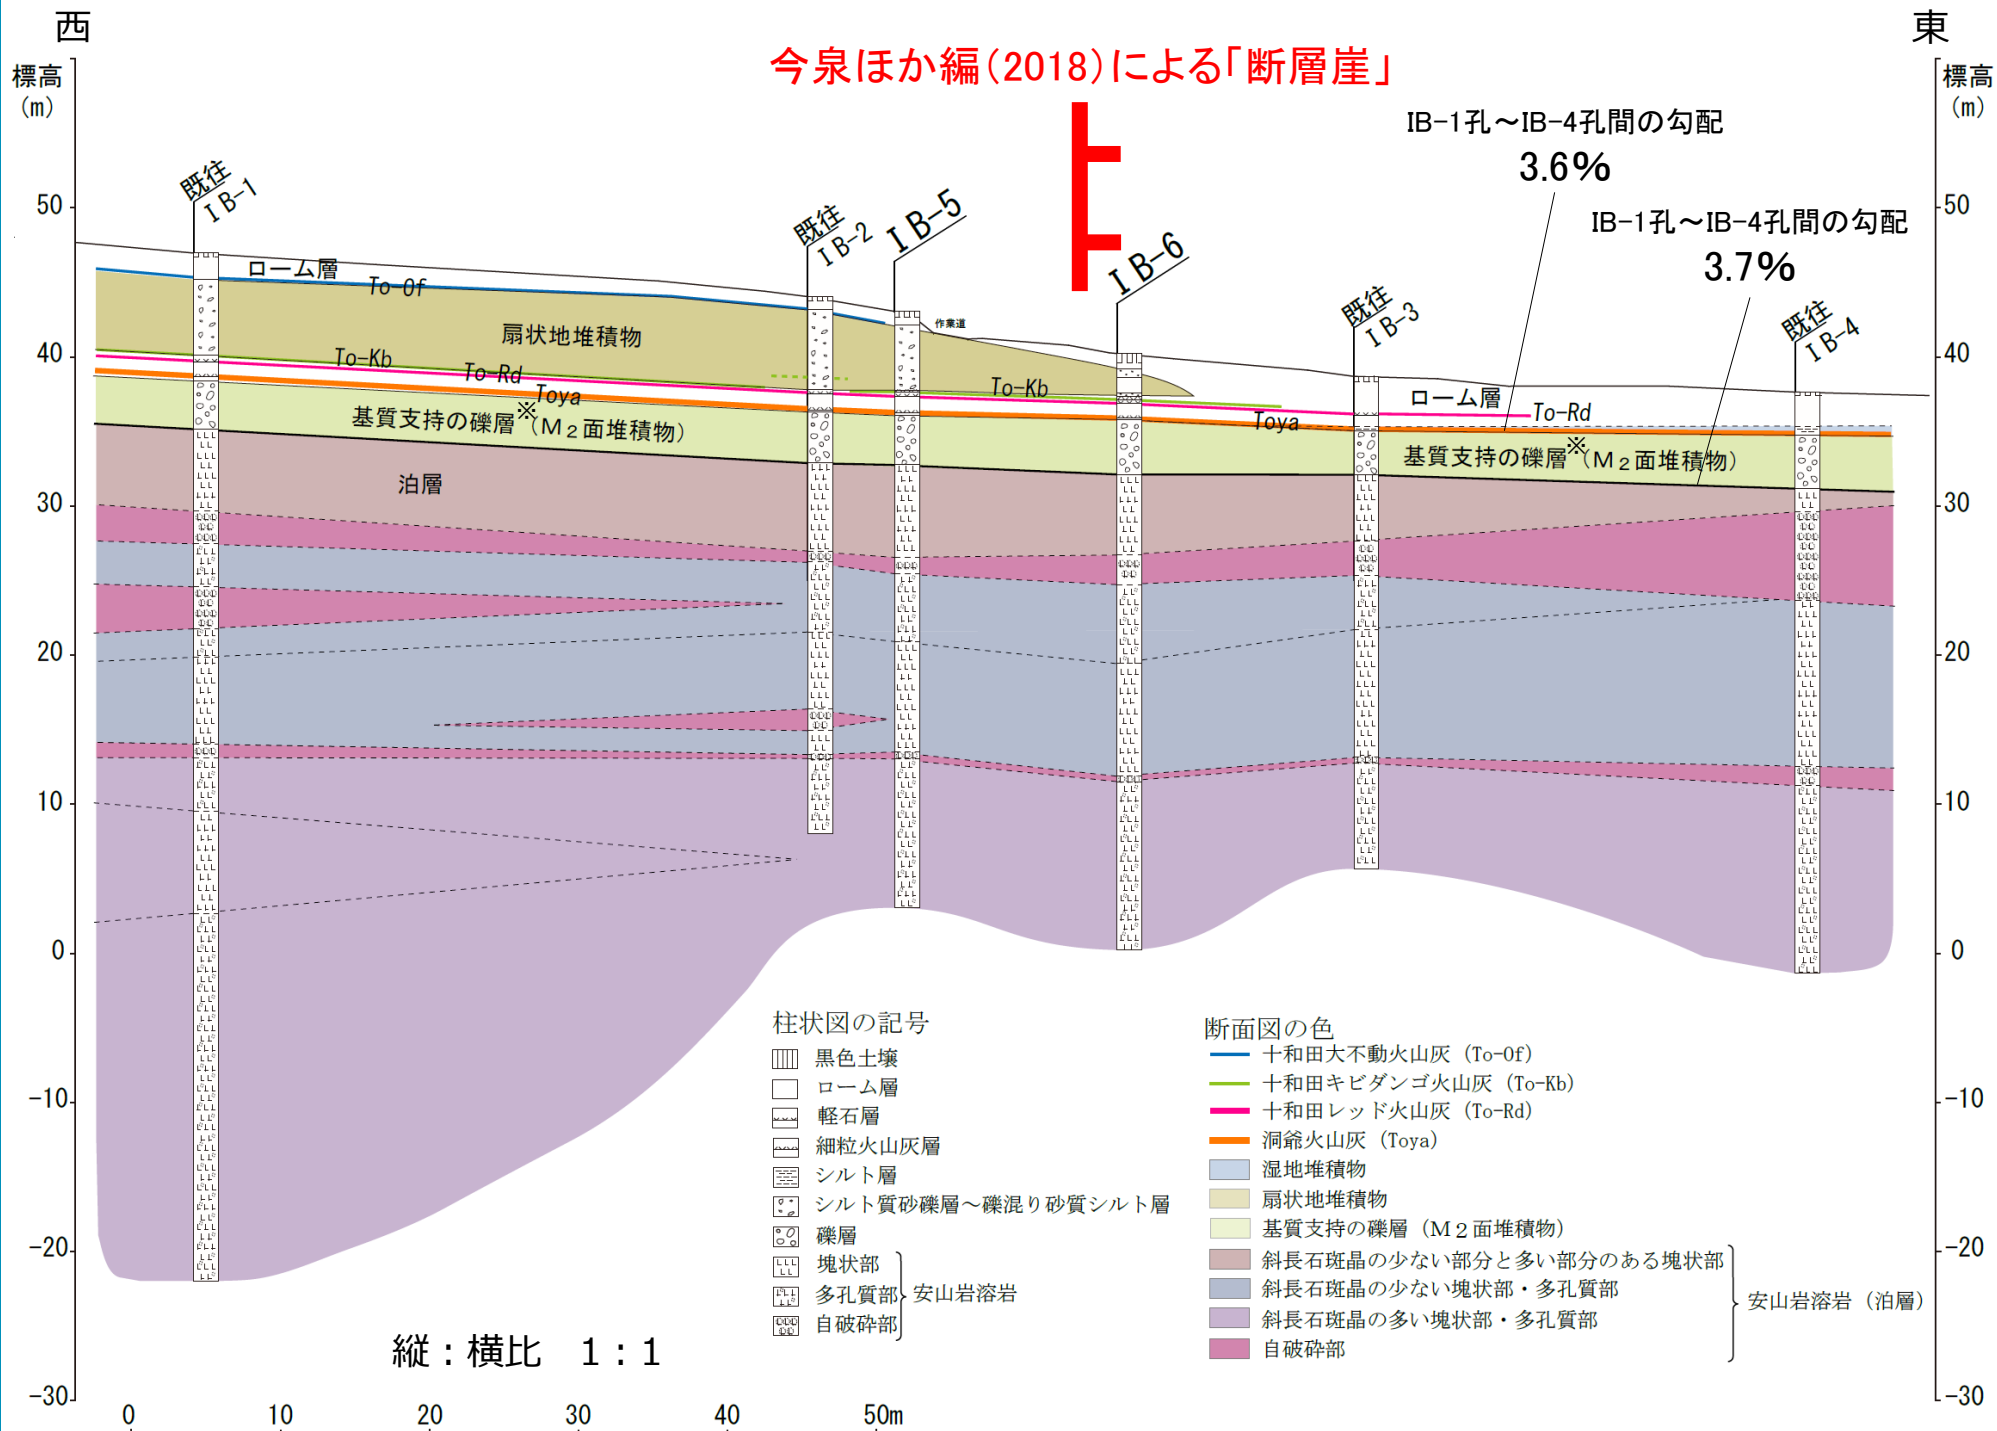 西
東
今泉ほか編（2018）による「断層崖」
標高
(m)
標高
(m)
IB-1孔～IB-4孔間の勾配
3.6%
IB-1孔～IB-4孔間の勾配
3.7%
既往
ⅠB-1
既往
ⅠB-2
ⅠB-5
ⅠB-6
既往
ⅠB-3
既往
ⅠB-4
50
40
30
20
10
0
-10
-20
-30
50
40
30
20
10
0
-10
-20
-30
ローム層
To-Of
作業道
扇状地堆積物
To-Kb
To-Rd
Toya
To-Kb
Toya
ローム層
To-Rd
基質支持の礫層※（M₂面堆積物）
基質支持の礫層※（M₂面堆積物）
泊層
柱状図の記号
黒色土壌
ローム層
軽石層
細粒火山灰層
シルト層
シルト質砂礫層～礫混り砂質シルト層
礫層
塊状部
多孔質部
自破砕部
安山岩溶岩
断面図の色
十和田大不動火山灰（To-Of）
十和田キビダンゴ火山灰（To-Kb）
十和田レッド火山灰（To-Rd）
洞爺火山灰（Toya）
湿地堆積物
扇状地堆積物
基質支持の礫層（M２面堆積物）
斜長石斑晶の少ない部分と多い部分のある塊状部
斜長石斑晶の少ない塊状部・多孔質部
斜長石斑晶の多い塊状部・多孔質部
自破砕部
安山岩溶岩（泊層）
縦：横比　1：1
0 10 20 30 40 50m